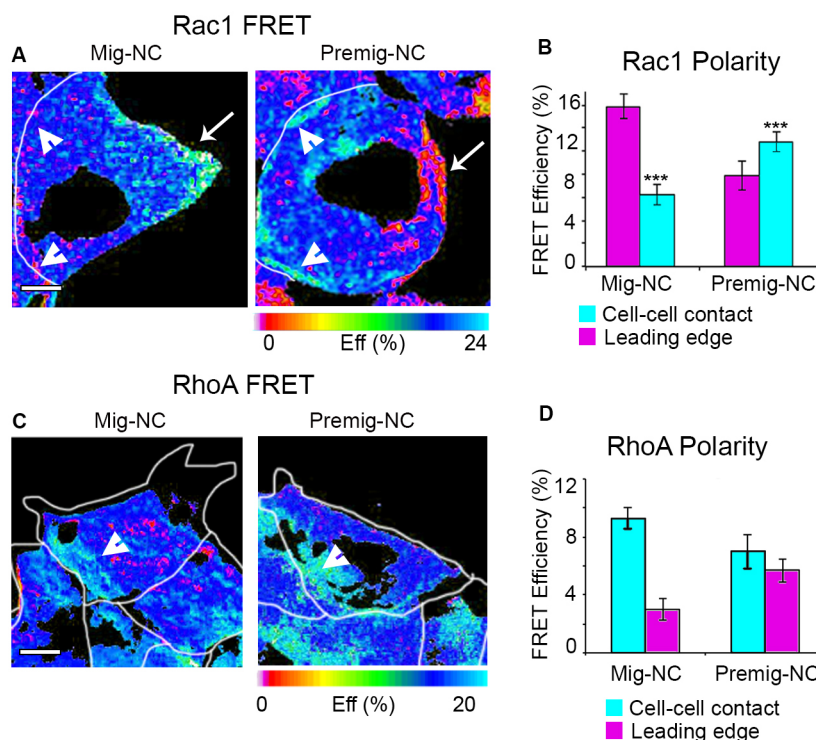 Rac1 FRET
A
Mig-NC
Premig-NC
0 Eff (%) 24
B
Rac1 Polarity
FRET Efficiency (%)
16
12
8
4
0
***
***
Mig-NC Premig-NC
Cell-cell contact
Leading edge
RhoA FRET
C
Mig-NC
Premig-NC
0 Eff (%) 20
D
RhoA Polarity
FRET Efficiency (%)
12
8
4
0
Mig-NC Premig-NC
Cell-cell contact
Leading edge